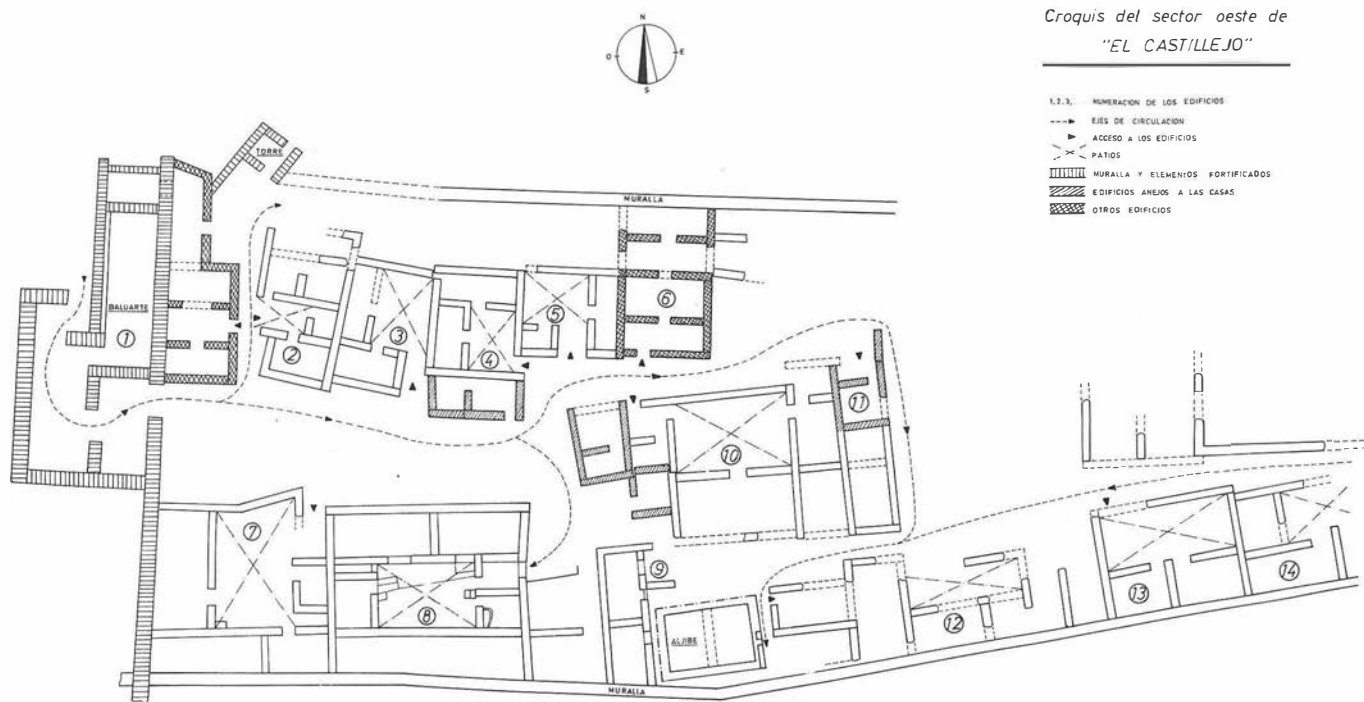 Croquis del sector oeste de
"EL CASTILLEJO"
N
O
E
S
1,2,3, NUMERACION DE LOS EDIFICIOS
EJES DE CIRCULACION
ACCESO A LOS EDIFICIOS
PATIOS
MURALLA Y ELEMENTOS FORTIFICADOS
EDIFICIOS ANEJOS A LAS CASAS
OTROS EDIFICIOS
TORRE
MURALLA
BALUARTE
1
2
3
4
5
6
7
8
9
10
11
12
13
14
ALJIBE
MURALLA